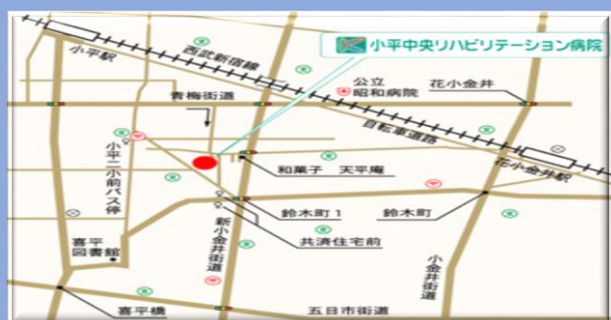 小平中央リハビリテーション病院
小平駅
西武新宿線
公立
昭和病院
花小金井
青梅街道
自転車道路
花小金井駅
小平二小前バス停
和菓子 天平庵
鈴木町1
鈴木町
共済住宅前
新小金井街道
小金井街道
喜平
図書館
喜平橋
五日市街道